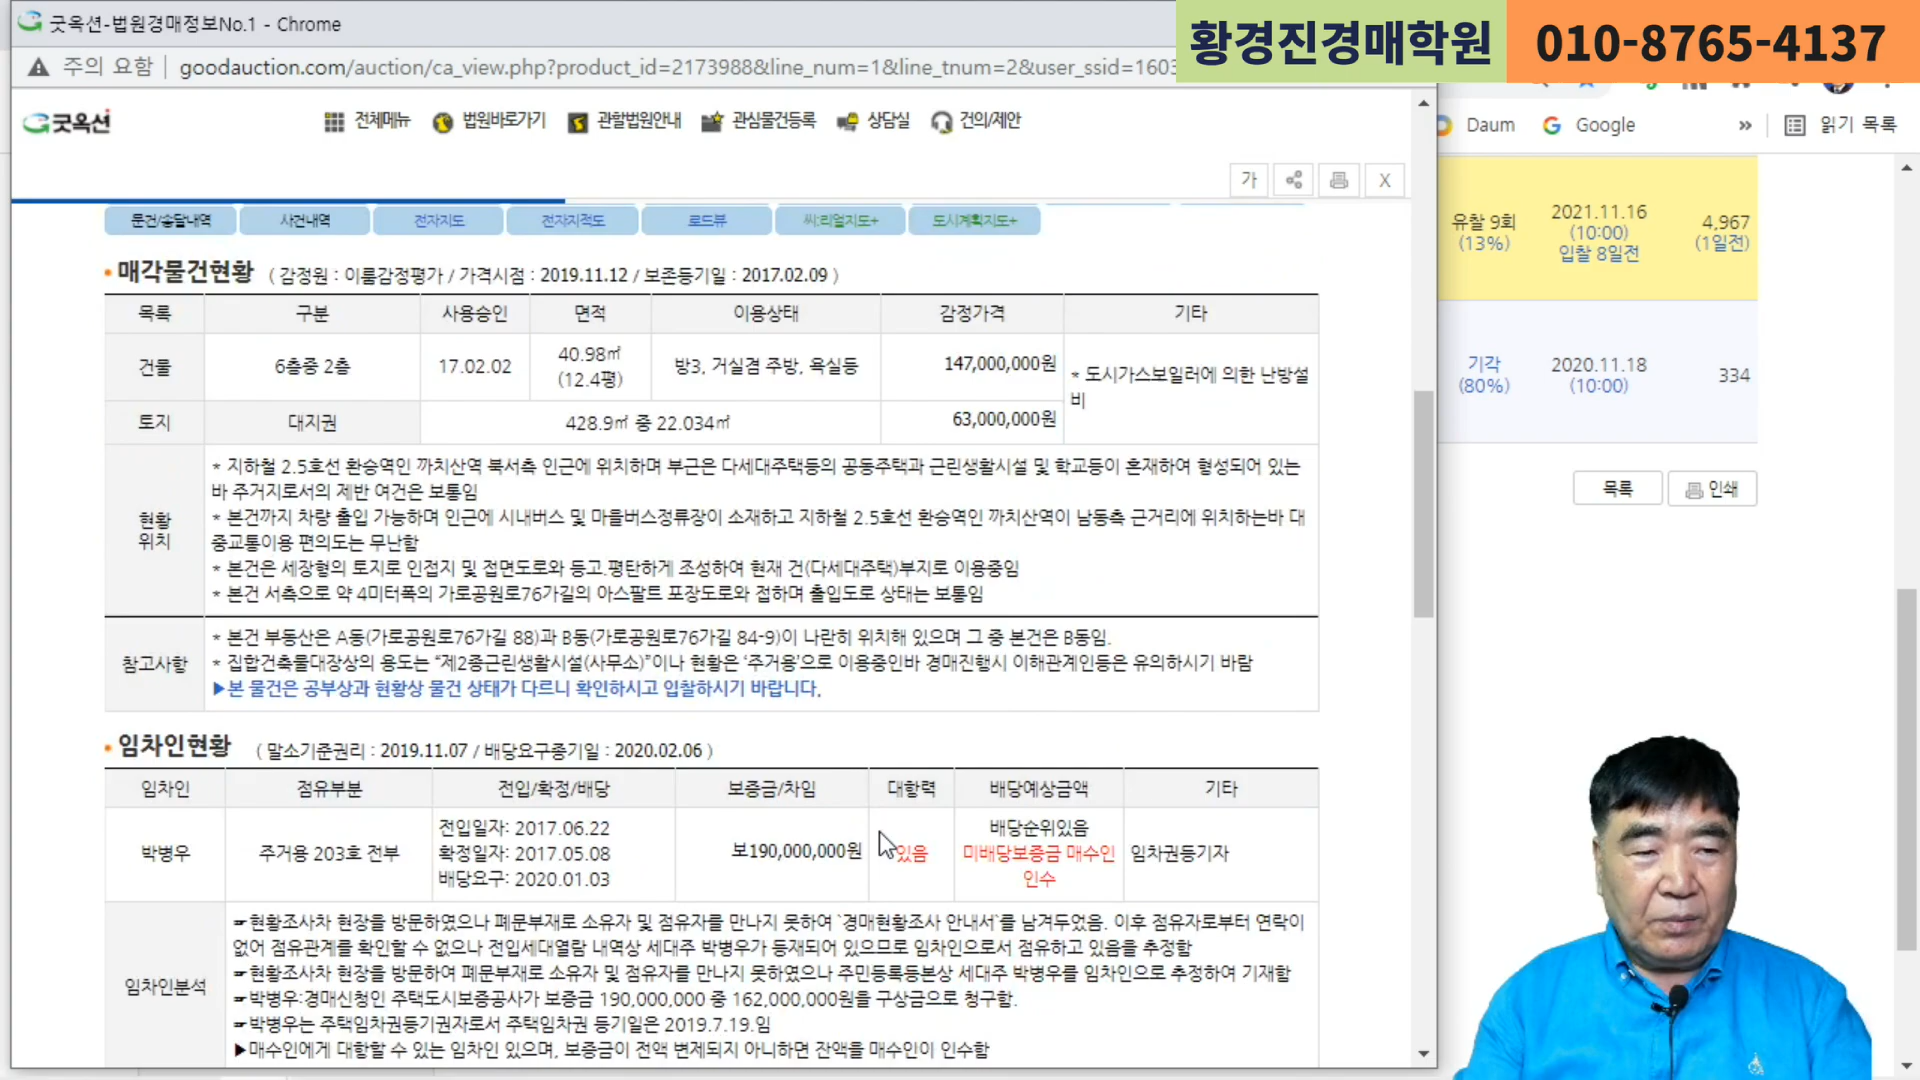 굿옥션-법원경매정보No.1 - Chrome
황경진경매학원
010-8765-4137
주의 요함
goodauction.com/auction/ca_view.php?product_id=2173988&line_num=1&line_tnum=2&user_ssid=1603
굿옥션
전체메뉴
법원바로가기
관할법원안내
관심물건등록
상담실
건의/제안
Daum
Google
»
읽기 목록
가
X
문건/송달내역
사건내역
전자지도
전자지적도
로드뷰
씨:리얼지도+
도시계획지도+
매각물건현황 ( 감정원 : 이룸감정평가 / 가격시점 : 2019.11.12 / 보존등기일 : 2017.02.09 )
목록 구분 사용승인 면적 이용상태 감정가격 기타
건물 6층중 2층 17.02.02 40.98㎡
(12.4평) 방3, 거실겸 주방, 욕실등 147,000,000원
* 도시가스보일러에 의한 난방설
비
토지 대지권 428.9㎡ 중 22.034㎡ 63,000,000원
현황
위치
* 지하철 2.5호선 환승역인 까치산역 북서측 인근에 위치하며 부근은 다세대주택등의 공동주택과 근린생활시설 및 학교등이 혼재하여 형성되어 있는
바 주거지로서의 제반 여건은 보통임
* 본건까지 차량 출입 가능하며 인근에 시내버스 및 마을버스정류장이 소재하고 지하철 2.5호선 환승역인 까치산역이 남동측 근거리에 위치하는바 대
중교통이용 편의도는 무난함
* 본건은 세장형의 토지로 인접지 및 접면도로와 등고.평탄하게 조성하여 현재 건(다세대주택)부지로 이용중임
* 본건 서측으로 약 4미터폭의 가로공원로76가길의 아스팔트 포장도로와 접하며 출입도로 상태는 보통임
참고사항
* 본건 부동산은 A동(가로공원로76가길 88)과 B동(가로공원로76가길 84-9)이 나란히 위치해 있으며 그 중 본건은 B동임.
* 집합건축물대장상의 용도는 "제2종근린생활시설(사무소)"이나 현황은 '주거용'으로 이용중인바 경매진행시 이해관계인등은 유의하시기 바람
▶본 물건은 공부상과 현황상 물건 상태가 다르니 확인하시고 입찰하시기 바랍니다.
임차인현황 ( 말소기준권리 : 2019.11.07 / 배당요구종기일 : 2020.02.06 )
임차인 점유부분 전입/확정/배당 보증금/차임 대항력 배당예상금액 기타
박병우 주거용 203호 전부
전입일자: 2017.06.22
확정일자: 2017.05.08
배당요구: 2020.01.03
보190,000,000원
있음
배당순위있음
미배당보증금 매수인
인수
임차권등기자
임차인분석
☞현황조사차 현장을 방문하였으나 폐문부재로 소유자 및 점유자를 만나지 못하여 `경매현황조사 안내서`를 남겨두었음. 이후 점유자로부터 연락이
없어 점유관계를 확인할 수 없으나 전입세대열람 내역상 세대주 박병우가 등재되어 있으므로 임차인으로서 점유하고 있음을 추정함
☞현황조사차 현장을 방문하여 폐문부재로 소유자 및 점유자를 만나지 못하였으나 주민등록등본상 세대주 박병우를 임차인으로 추정하여 기재함
☞박병우:경매신청인 주택도시보증공사가 보증금 190,000,000 중 162,000,000원을 구상금으로 청구함.
☞박병우는 주택임차권등기권자로서 주택임차권 등기일은 2019.7.19.임
▶매수인에게 대항할 수 있는 임차인 있으며, 보증금이 전액 변제되지 아니하면 잔액을 매수인이 인수함
유찰 9회
(13%)
2021.11.16
(10:00)
입찰 8일전
4,967
(1일전)
기각
(80%)
2020.11.18
(10:00)
334
목록
인쇄